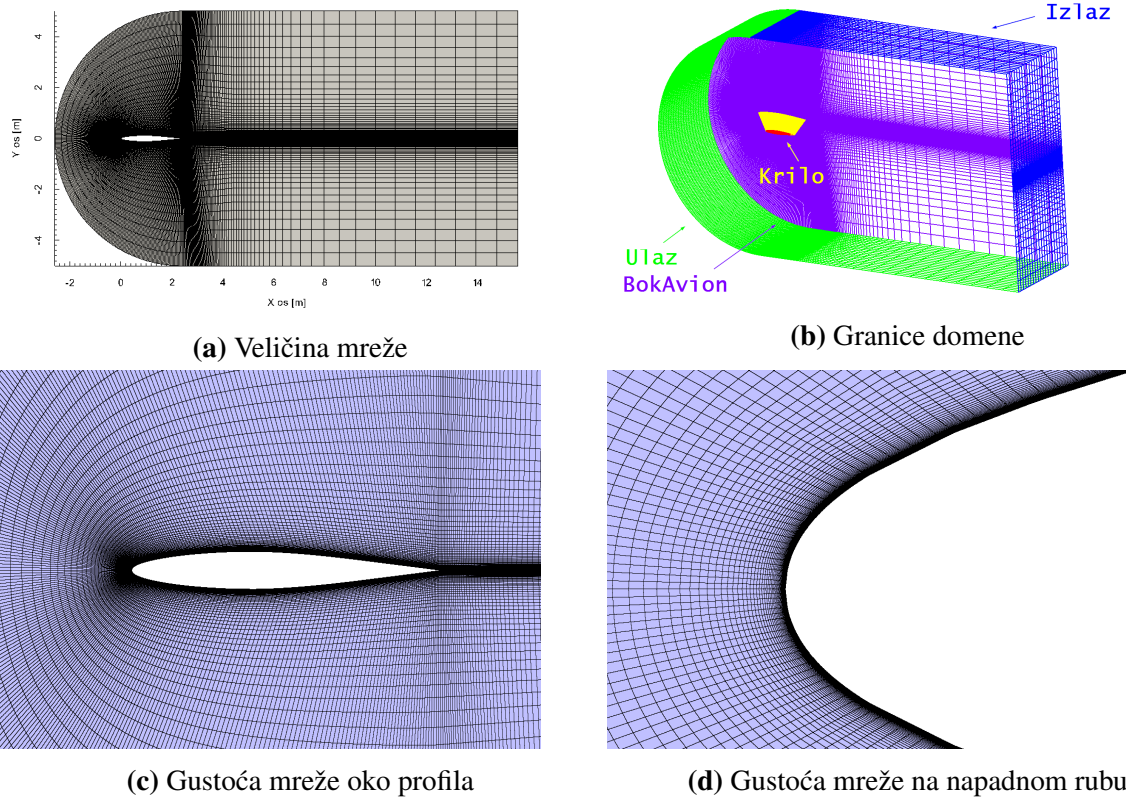 4
2
0
-2
-4
Y os [m]
-2 0 2 4 6 8 10 12 14
X os [m]
(a) Veličina mreže
Izlaz
Krilo
Ulaz
BokAvion
(b) Granice domene
(c) Gustoća mreže oko profila
(d) Gustoća mreže na napadnom rubu